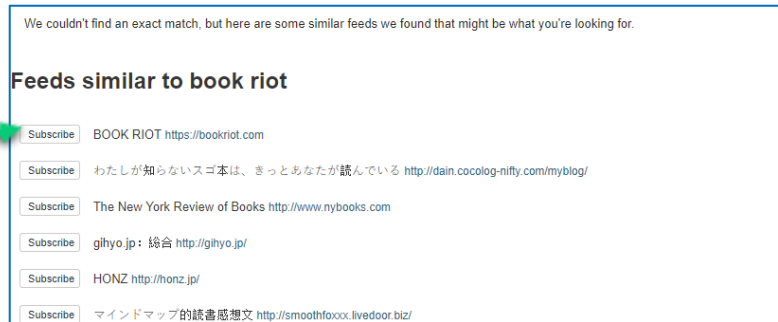 We couldn't find an exact match, but here are some similar feeds we found that might be what you're looking for.
Feeds similar to book riot
Subscribe BOOK RIOT https://bookriot.com
Subscribe わたしが知らないスゴ本は、きっとあなたが読んでいる http://dain.cocolog-nifty.com/myblog/
Subscribe The New York Review of Books http://www.nybooks.com
Subscribe gihyo.jp：総合 http://gihyo.jp/
Subscribe HONZ http://honz.jp/
Subscribe マインドマップ的読書感想文 http://smoothfoxxx.livedoor.biz/